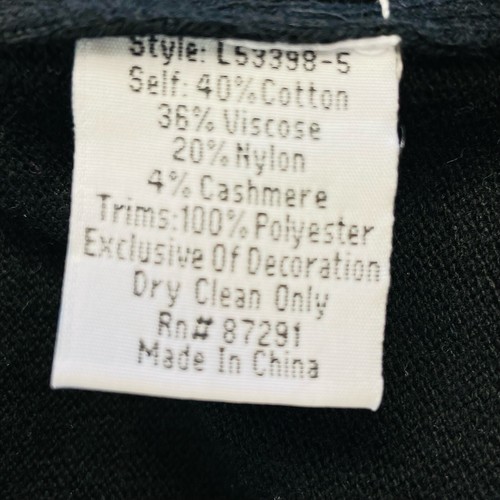 Style: L53398-S
Self: 40% Cotton
36% Viscose
20% Nylon
4% Cashmere
Trims: 100% Polyester
Exclusive Of Decoration
Dry Clean Only
Rn# 87291
Made In China